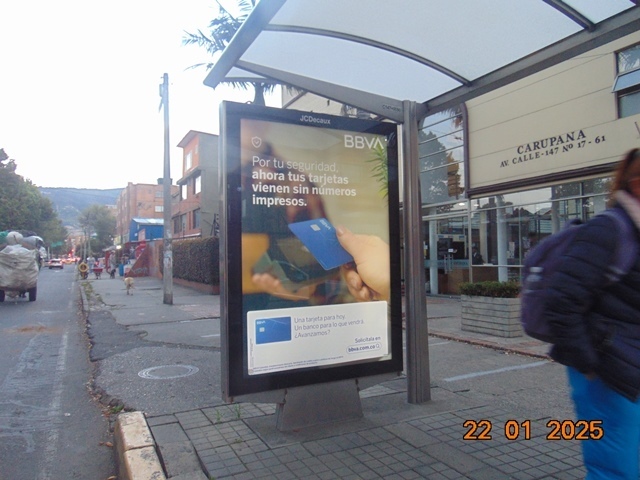 JCDecaux
BBVA
Por tu seguridad,
ahora tus tarjetas
vienen sin números
impresos.
Una tarjeta para hoy.
Un banco para lo que vendrá.
¿Avanzamos?
Solicítala en
bbva.com.co
CARUPANA
AV. CALLE-147 Nº 17-61
22 01 2025